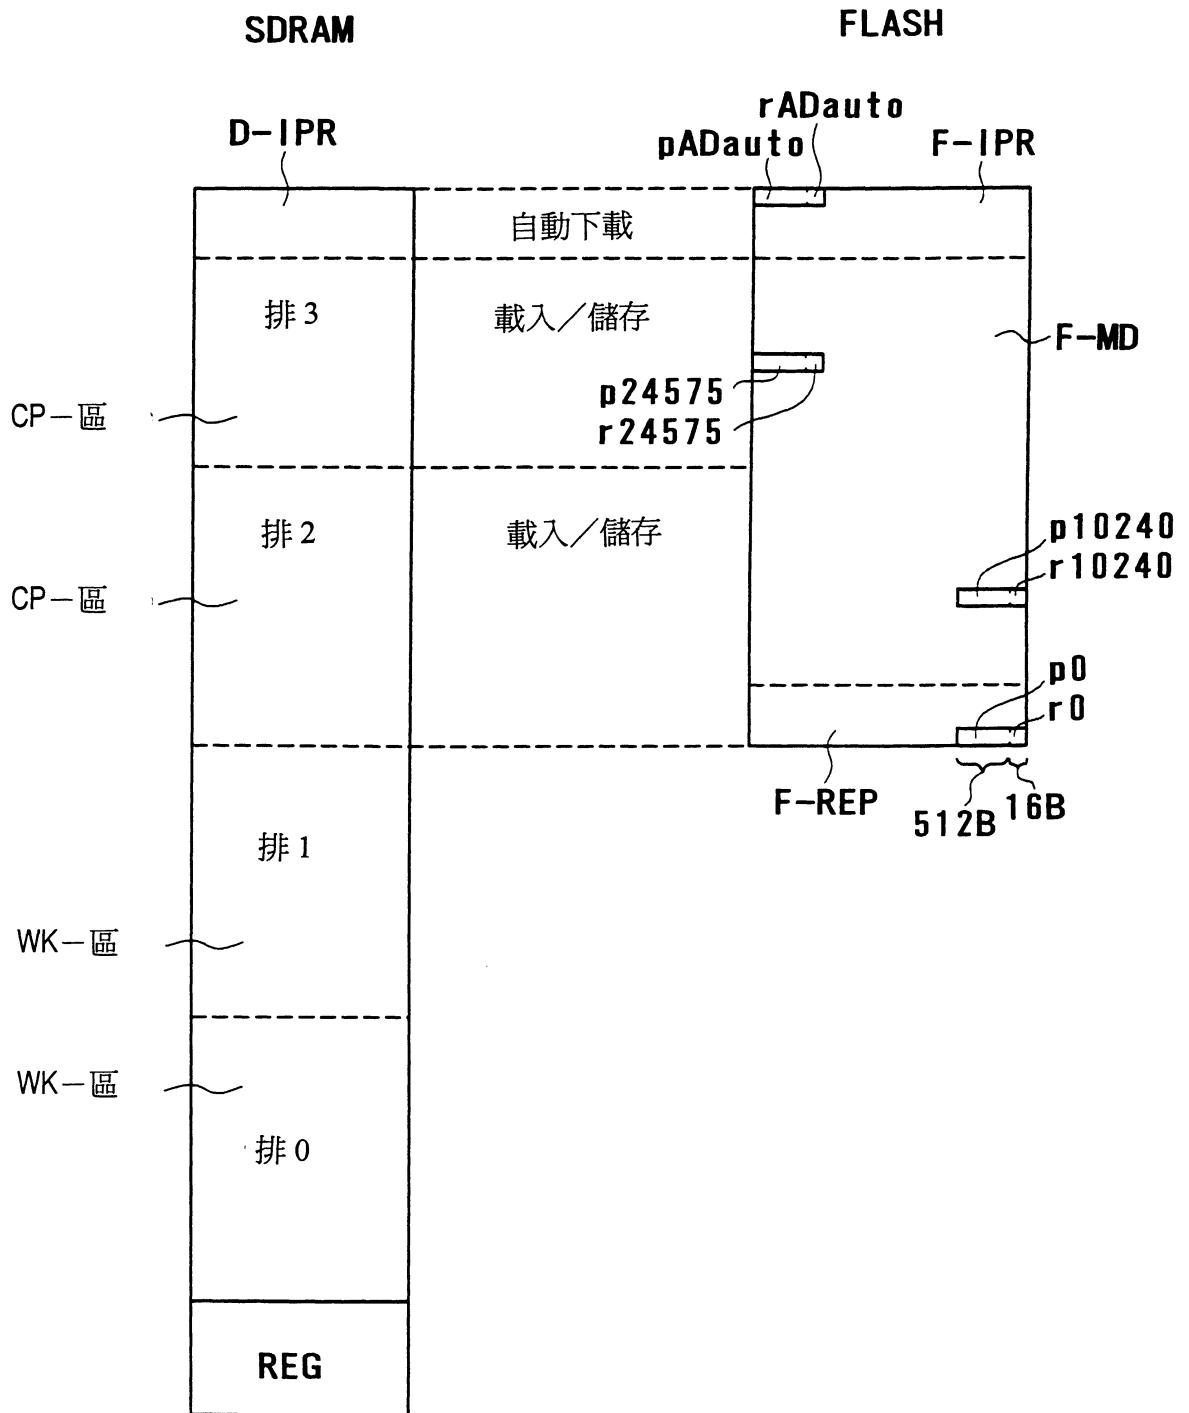 SDRAM
FLASH
D-IPR
rADauto
pADauto
F-IPR
自動下載
排3
載入／儲存
F-MD
p24575
r24575
CP—區
排2
載入／儲存
p10240
r10240
CP—區
p0
r0
F-REP
512B
16B
排1
WK—區
WK—區
排0
REG